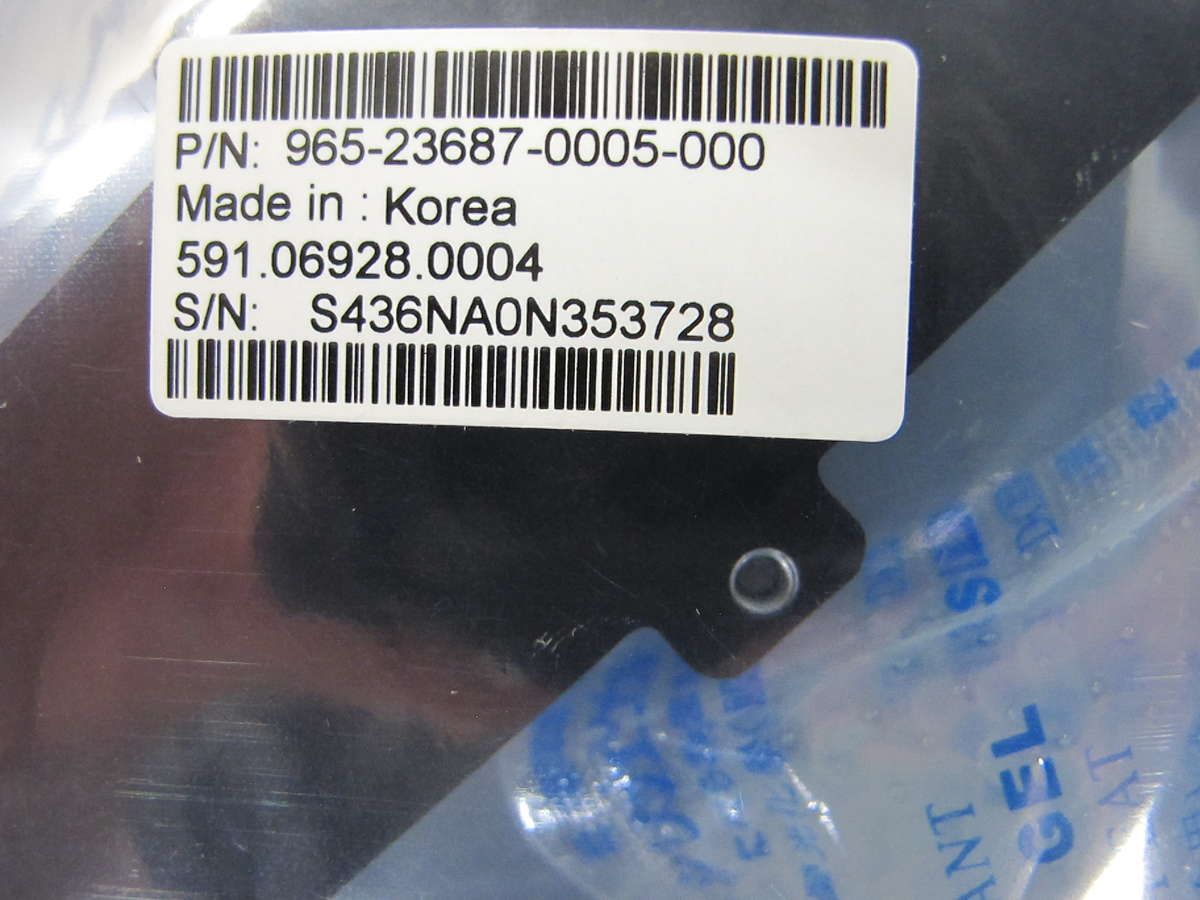 P/N: 965-23687-0005-000
Made in : Korea
591.06928.0004
S/N: S436NA0N353728
GEL